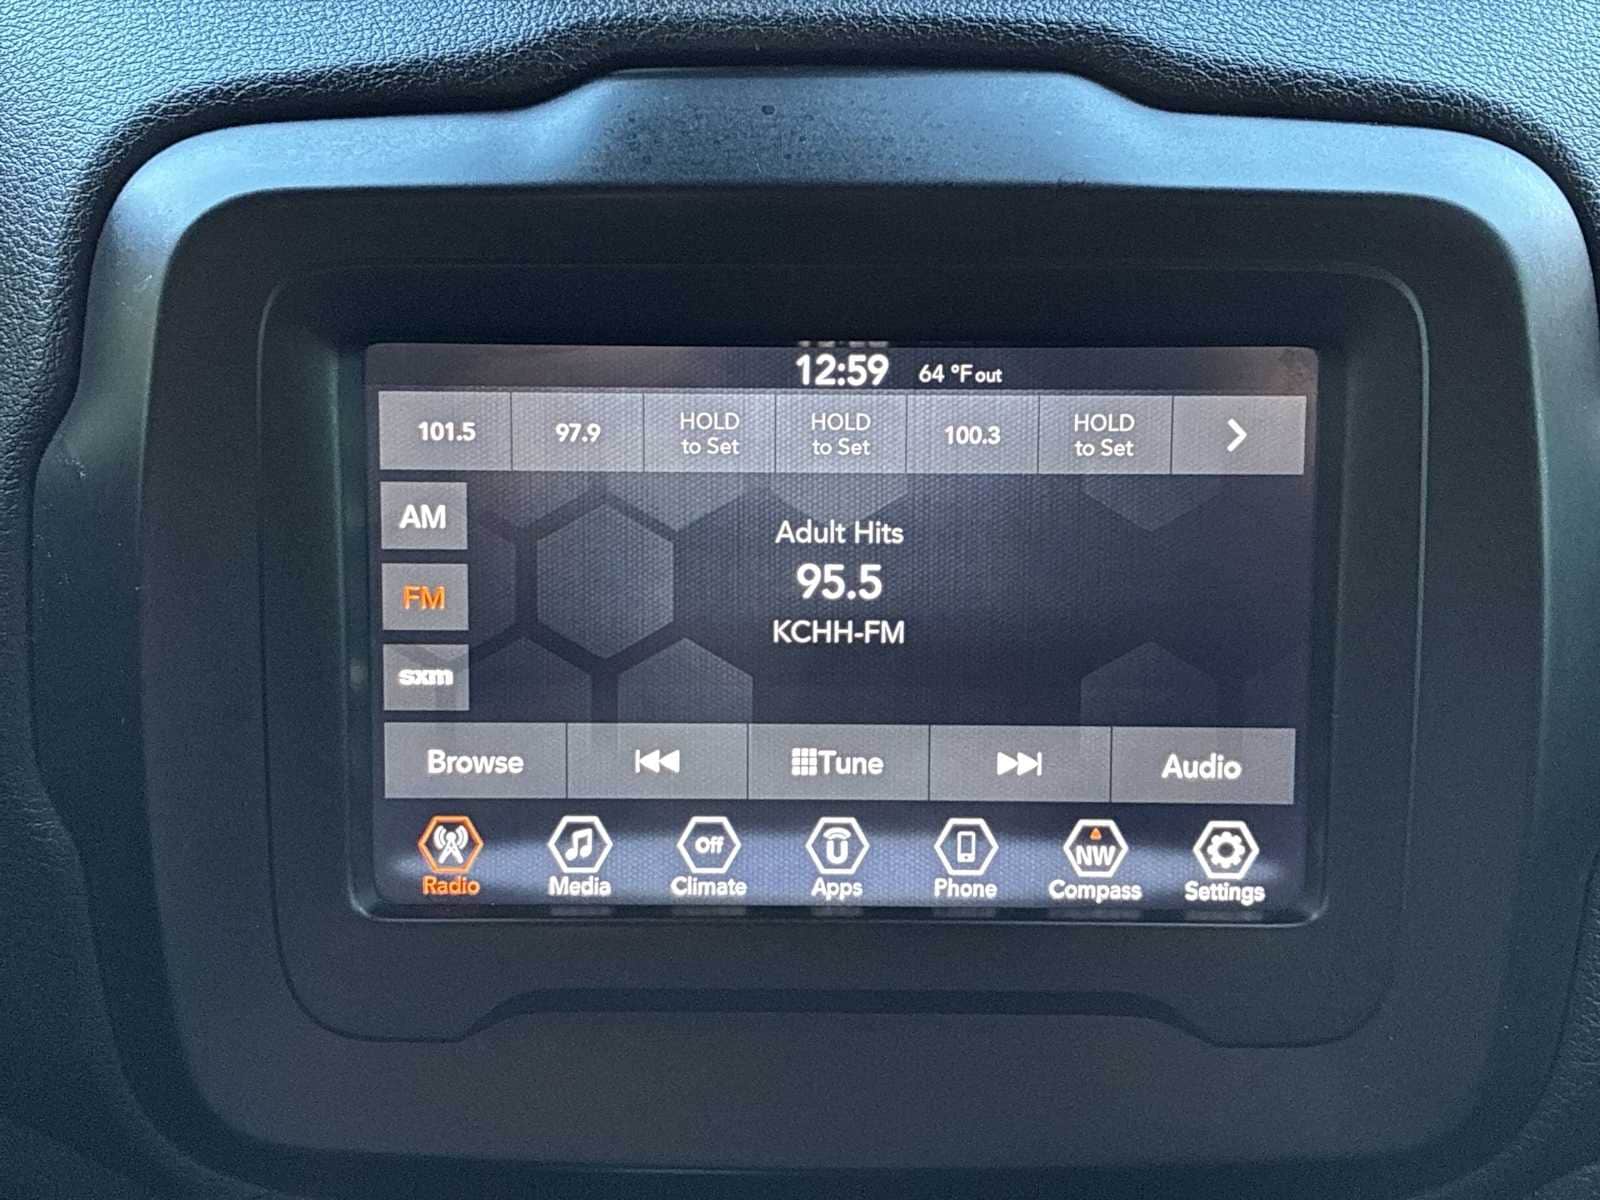 12:59 64 °F out
101.5 97.9 HOLD to Set HOLD to Set 100.3 HOLD to Set
AM
Adult Hits
95.5
FM
KCHH-FM
sxm
Browse Tune Audio
Off U NW
Radio Media Climate Apps Phone Compass Settings